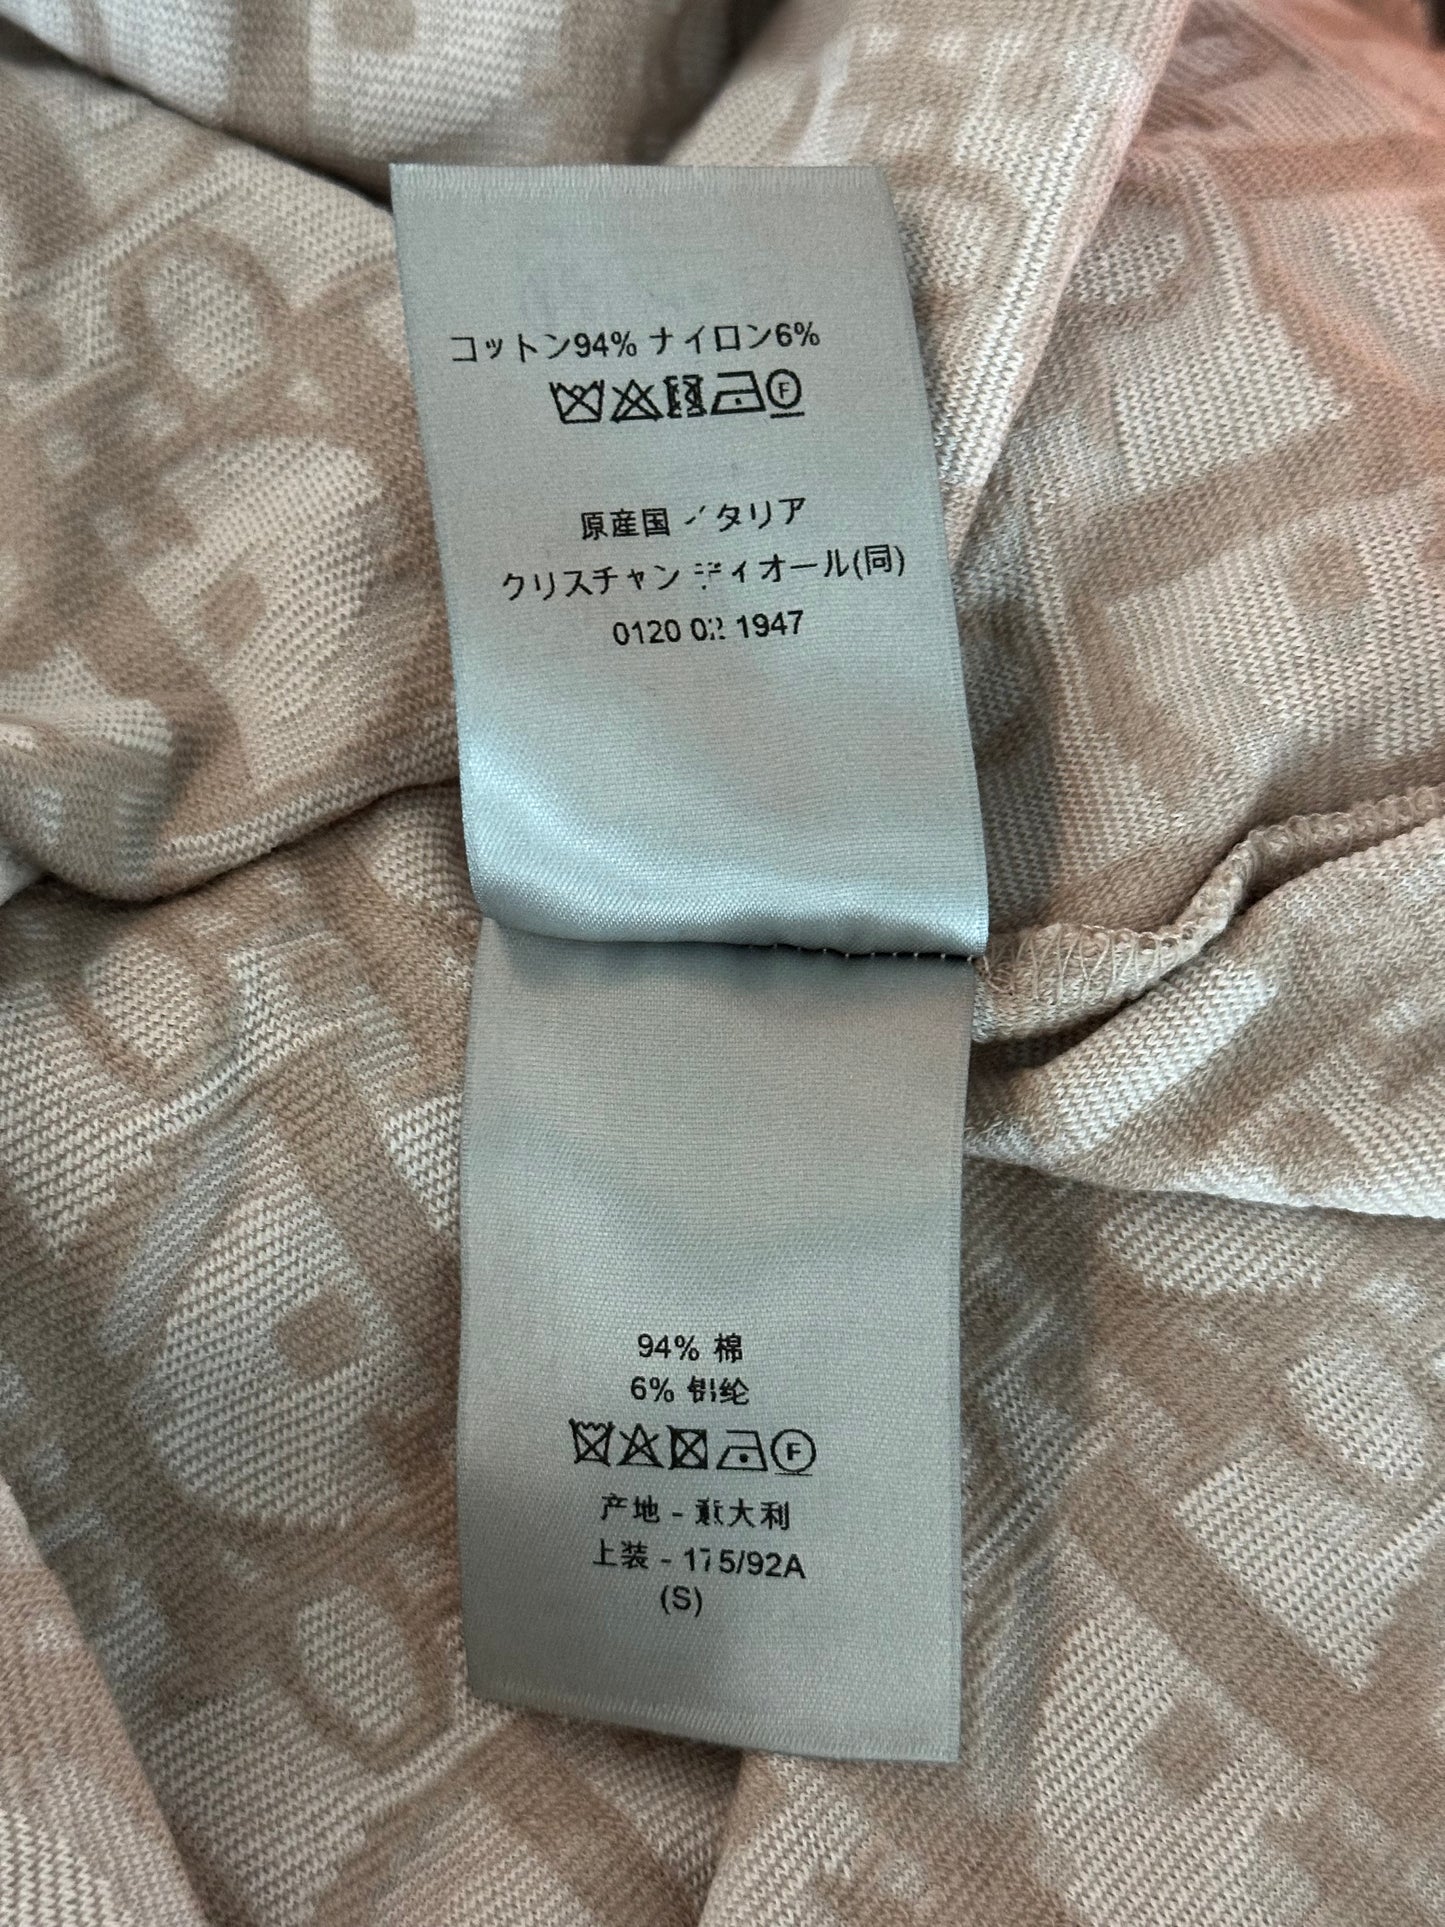 コットン94% ナイロン6%
F
原産国 イタリア
クリスチャン ディオール(同)
0120 02 1947
94% 棉
6% 锦纶
F
产地 - 意大利
上装 - 175/92A
(S)